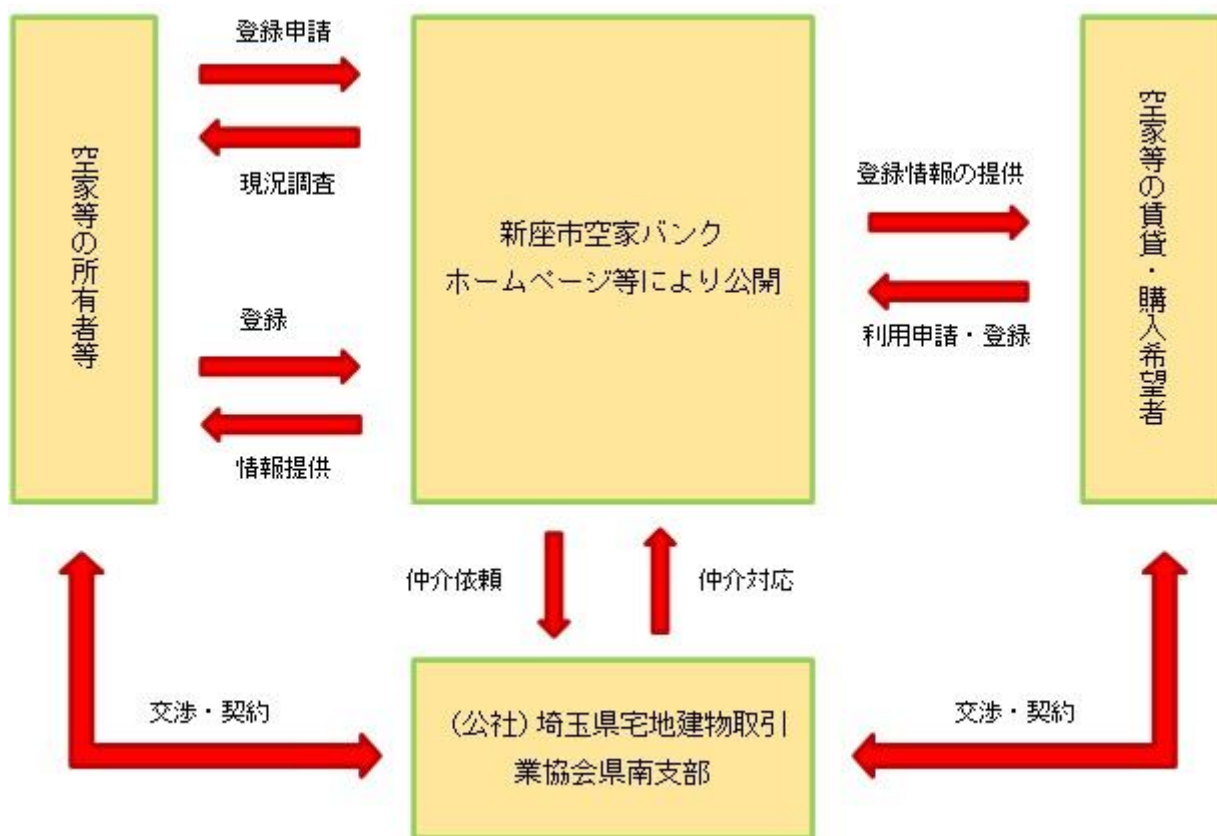 登録申請
現況調査
登録
情報提供
空家等の所有者等
新座市空家バンク
ホームページ等により公開
登録情報の提供
利用申請・登録
空家等の賃貸・購入希望者
仲介依頼
仲介対応
交渉・契約
(公社)埼玉県宅地建物取引
業協会県南支部
交渉・契約